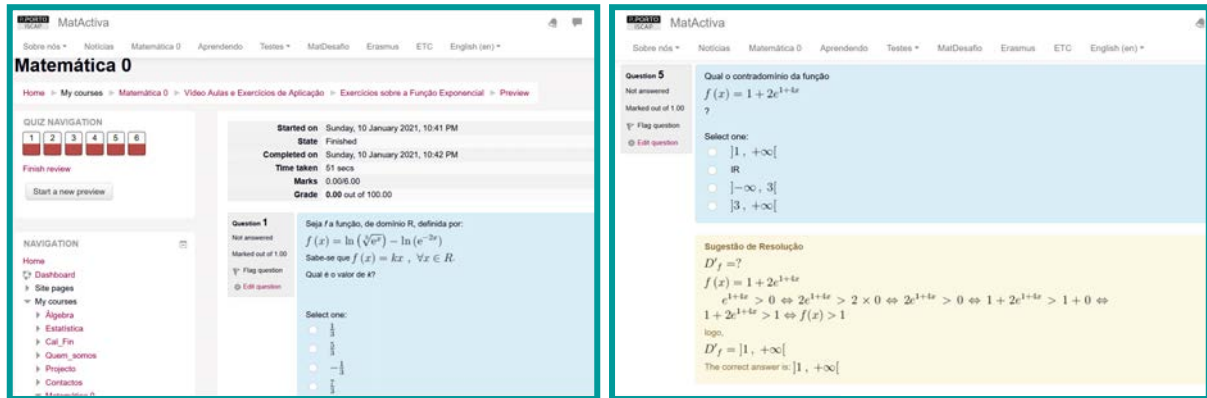 P.PORTO
ISCAP
MatActiva
Sobre nós
Notícias
Matemática 0
Aprendendo
Testes
MatDesafio
Erasmus
ETC
English (en)
Matemática 0
Home
My courses
Matemática 0
Vídeo Aulas e Exercícios de Aplicação
Exercícios sobre a Função Exponencial
Preview
QUIZ NAVIGATION
1 2 3 4 5 6
Finish review
Start a new preview
NAVIGATION
Home
Dashboard
Site pages
My courses
Álgebra
Estatística
Cal_Fin
Quem_somos
Projecto
Contactos
Matemática 0
Started on Sunday, 10 January 2021, 10:41 PM
State Finished
Completed on Sunday, 10 January 2021, 10:42 PM
Time taken 51 secs
Marks 0.00/6.00
Grade 0.00 out of 100.00
Question 1
Not answered
Marked out of 1.00
Flag question
Edit question
Seja f a função, de domínio R, definida por:
f (x) = ln (∛e^x) − ln (e^{−2x})
Sabe-se que f (x) = kx , ∀x ∈ R.
Qual é o valor de k?
Select one:
1/3
5/3
−1/3
7/3
P.PORTO
ISCAP
MatActiva
Sobre nós
Notícias
Matemática 0
Aprendendo
Testes
MatDesafio
Erasmus
ETC
English (en)
Question 5
Not answered
Marked out of 1.00
Flag question
Edit question
Qual o contradomínio da função
f (x) = 1 + 2e^{1+4x}
?
Select one:
]1 , +∞[
IR
]−∞ , 3[
]3 , +∞[
Sugestão de Resolução
D'_f =?
f (x) = 1 + 2e^{1+4x}
e^{1+4x} > 0 ⇔ 2e^{1+4x} > 2 × 0 ⇔ 2e^{1+4x} > 0 ⇔ 1 + 2e^{1+4x} > 1 + 0 ⇔
1 + 2e^{1+4x} > 1 ⇔ f(x) > 1
logo,
D'_f = ]1 , +∞[
The correct answer is: ]1 , +∞[